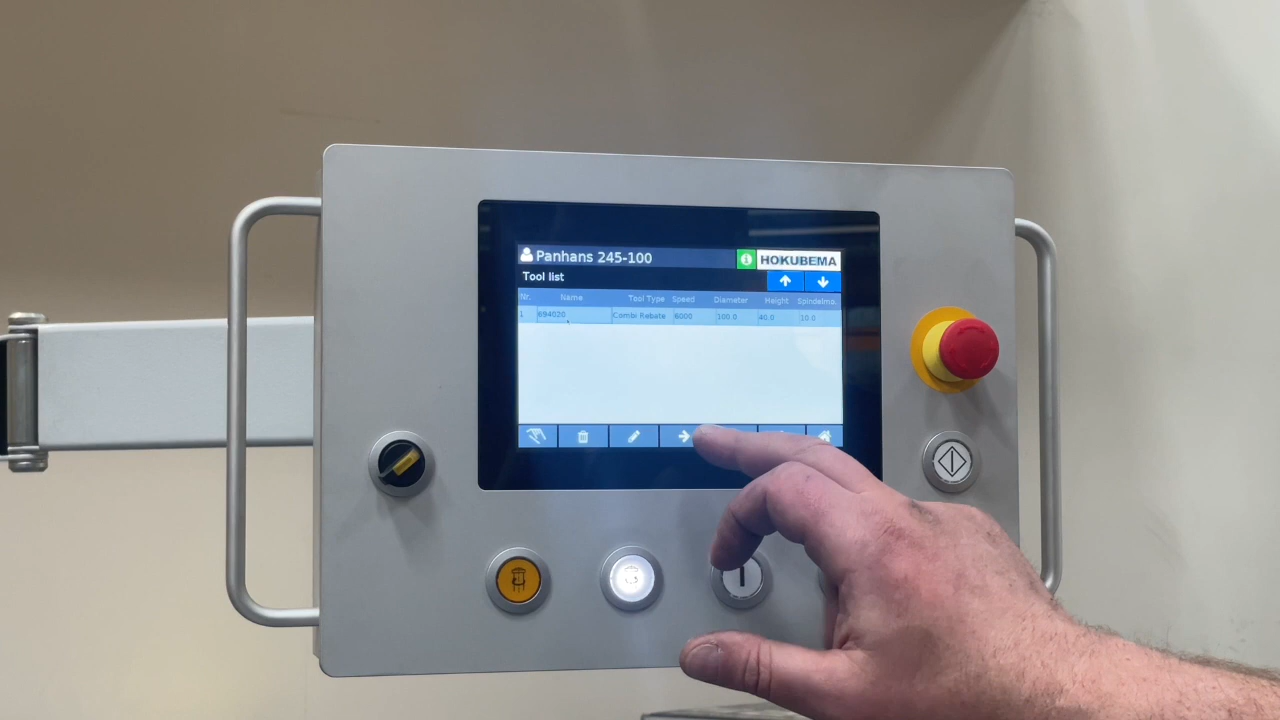 Panhans 245-100
HOKUBEMA
Tool list
Nr. Name Tool Type Speed Diameter Height Spindelmo.
1 694020 Combi Rebate 6000 100.0 40.0 10.0